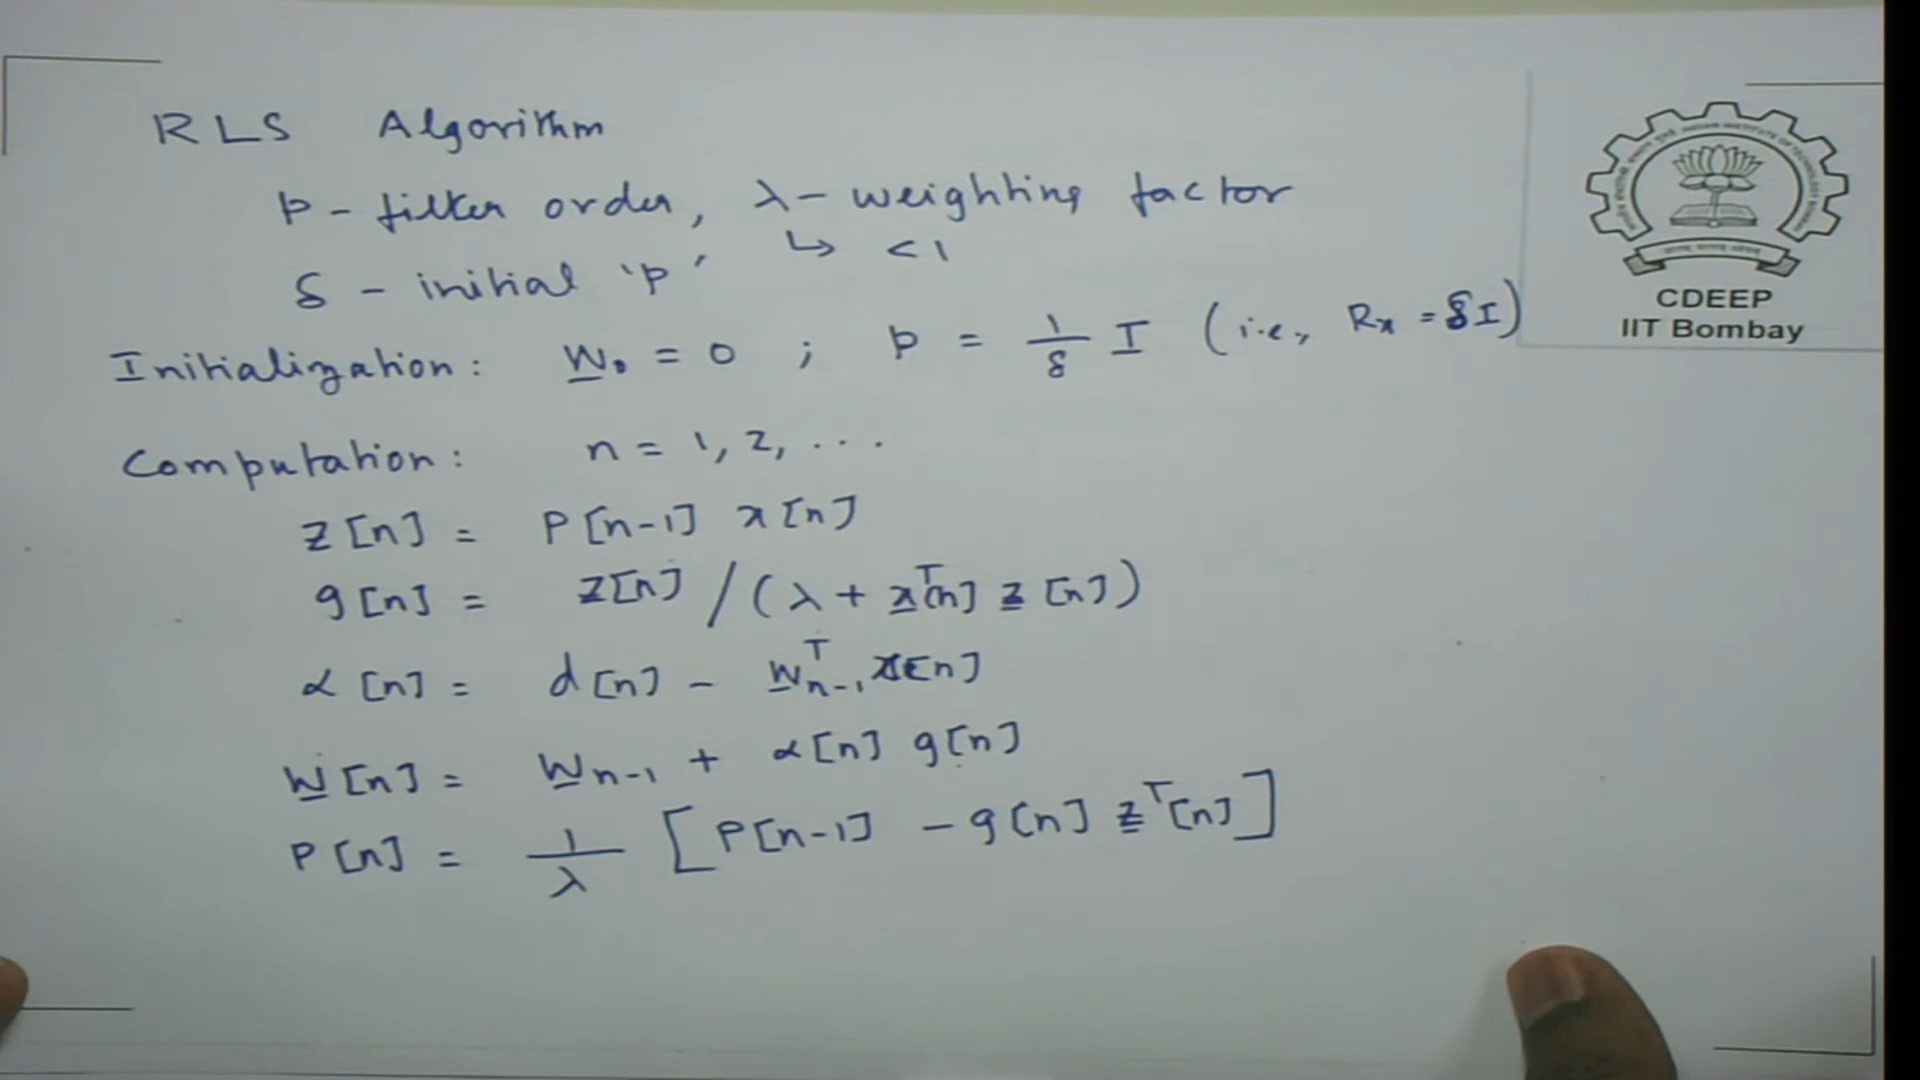 RLS Algorithm
p - filter order, λ - weighting factor
↳ < 1
δ - initial 'p'
Initialization: w₀ = 0 ; p = 1/δ I (i.e., Rx = δI)
Computation: n = 1, 2, ...
z[n] = P[n-1] x[n]
g[n] = z[n] / (λ + xᵀ[n] z[n])
α[n] = d[n] - wᵀn-1 x[n]
w[n] = wn-1 + α[n] g[n]
P[n] = 1/λ [P[n-1] - g[n] zᵀ[n]]
CDEEP
IIT Bombay